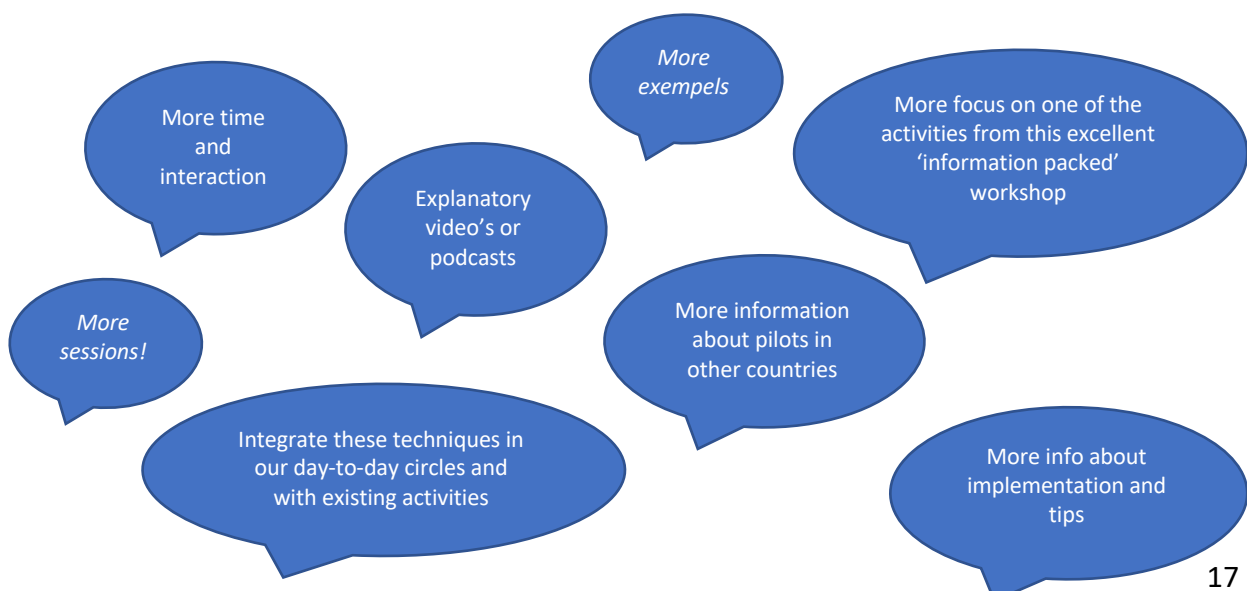 More
exempels
More time
and
interaction
More focus on one of the
activities from this excellent
‘information packed’
workshop
Explanatory
video’s or
podcasts
More
sessions!
More information
about pilots in
other countries
Integrate these techniques in
our day-to-day circles and
with existing activities
More info about
implementation and
tips
17